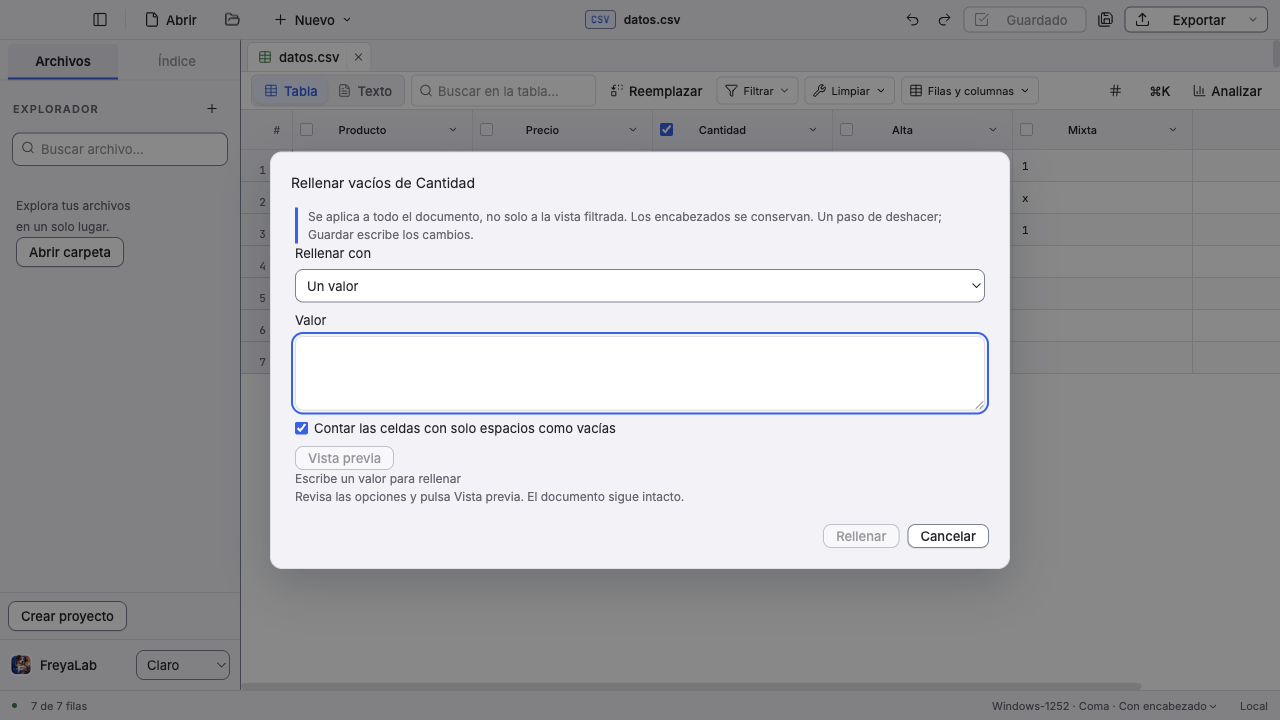 Abrir
Nuevo
CSV datos.csv
Guardado
Exportar
Archivos
Índice
datos.csv
Tabla
Texto
Buscar en la tabla...
Reemplazar
Filtrar
Limpiar
Filas y columnas
#
⌘K
Analizar
EXPLORADOR
Buscar archivo...
Explora tus archivos
en un solo lugar.
Abrir carpeta
# Producto Precio Cantidad Alta Mixta
1 1
2 x
3 1
4
5
6
7
Rellenar vacíos de Cantidad
Se aplica a todo el documento, no solo a la vista filtrada. Los encabezados se conservan. Un paso de deshacer;
Guardar escribe los cambios.
Rellenar con
Un valor
Valor
Contar las celdas con solo espacios como vacías
Vista previa
Escribe un valor para rellenar
Revisa las opciones y pulsa Vista previa. El documento sigue intacto.
Rellenar
Cancelar
Crear proyecto
FreyaLab
Claro
7 de 7 filas
Windows-1252 · Coma · Con encabezado
Local